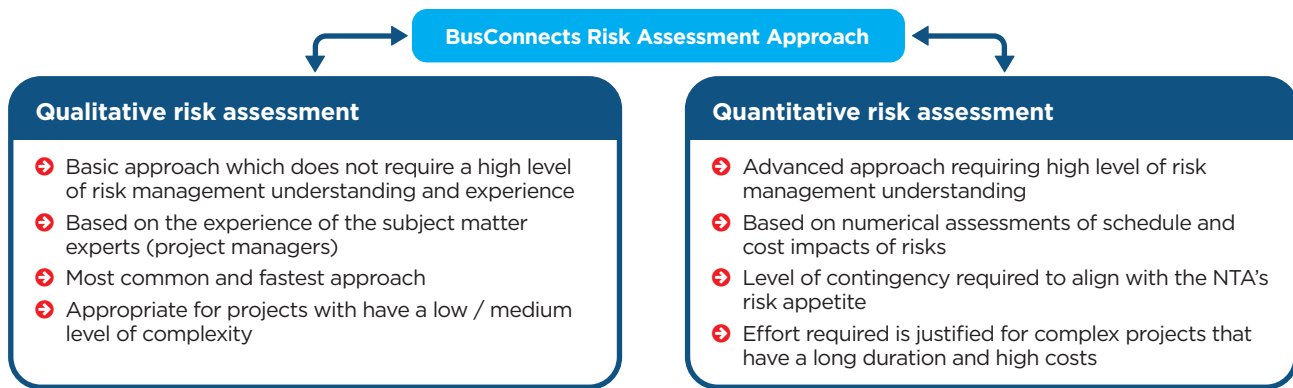 BusConnects Risk Assessment Approach
Qualitative risk assessment
Basic approach which does not require a high level
of risk management understanding and experience
Based on the experience of the subject matter
experts (project managers)
Most common and fastest approach
Appropriate for projects with have a low / medium
level of complexity
Quantitative risk assessment
Advanced approach requiring high level of risk
management understanding
Based on numerical assessments of schedule and
cost impacts of risks
Level of contingency required to align with the NTA's
risk appetite
Effort required is justified for complex projects that
have a long duration and high costs